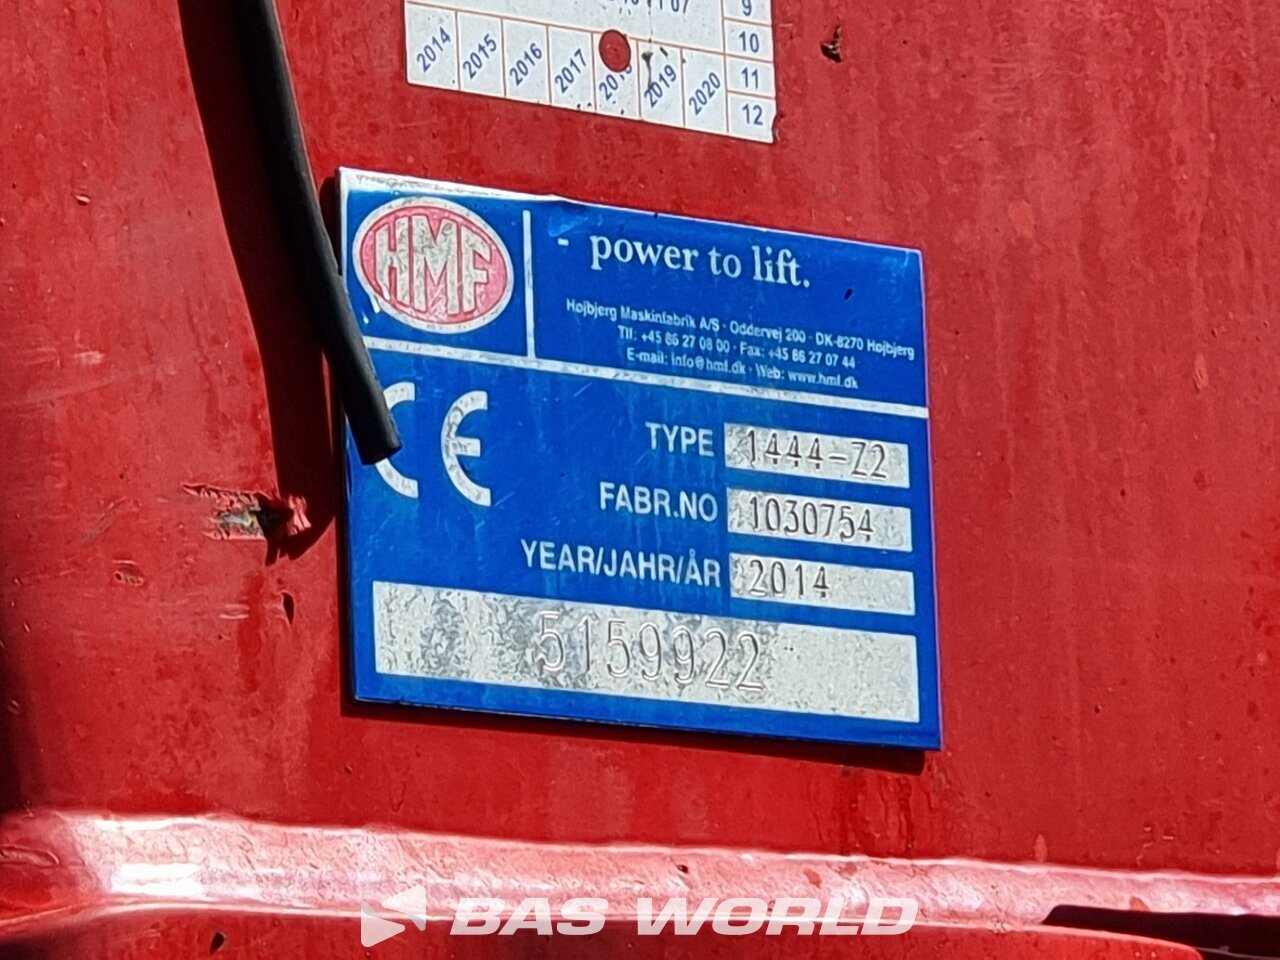 9
10
2014 2015 2016 2017 2018 2019 2020 11
12
HMF
- power to lift.
Højbjerg Maskinfabrik A/S · Oddervej 200 · DK-8270 Højbjerg
Tlf: +45 86 27 08 00 · Fax: +45 86 27 07 44
E-mail: info@hmf.dk · Web: www.hmf.dk
CE
TYPE 1444-Z2
FABR.NO 1030754
YEAR/JAHR/ÅR 2014
5159922
BAS WORLD